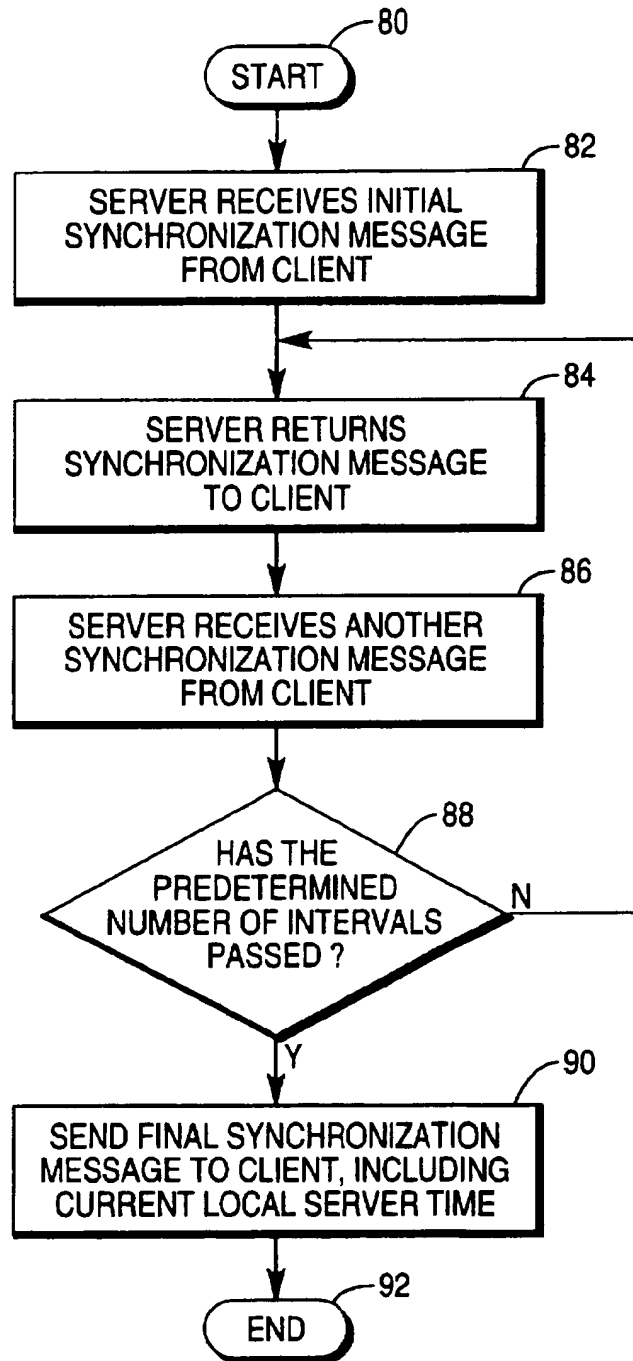 80
START
82
SERVER RECEIVES INITIAL
SYNCHRONIZATION MESSAGE
FROM CLIENT
84
SERVER RETURNS
SYNCHRONIZATION MESSAGE
TO CLIENT
86
SERVER RECEIVES ANOTHER
SYNCHRONIZATION MESSAGE
FROM CLIENT
88
HAS THE
PREDETERMINED
NUMBER OF INTERVALS
PASSED ?
N
Y
90
SEND FINAL SYNCHRONIZATION
MESSAGE TO CLIENT, INCLUDING
CURRENT LOCAL SERVER TIME
92
END